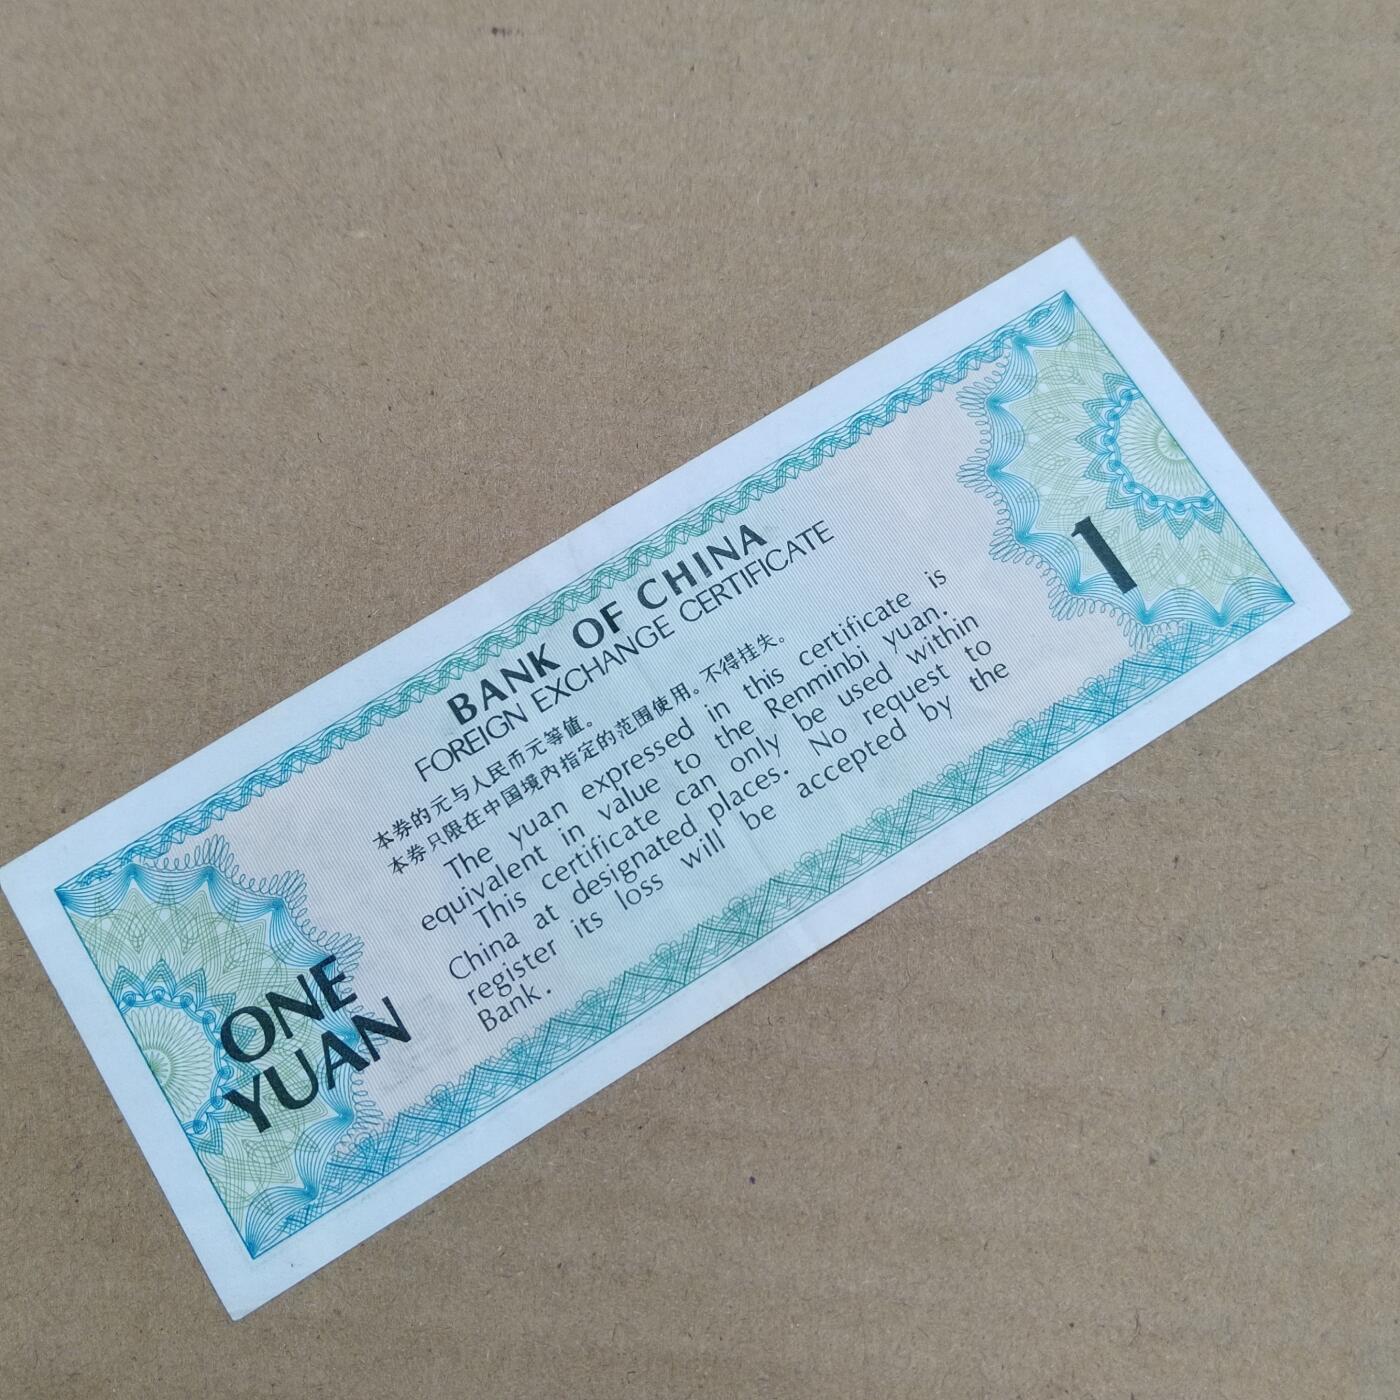 BANK OF CHINA
FOREIGN EXCHANGE CERTIFICATE
本券的元与人民币元等值。
本券只限在中国境内指定的范围使用。不得挂失。
The yuan expressed in this certificate is
equivalent in value to the Renminbi yuan.
This certificate can only be used within
China at designated places. No request to
register its loss will be accepted by the
Bank.
ONE
YUAN
1